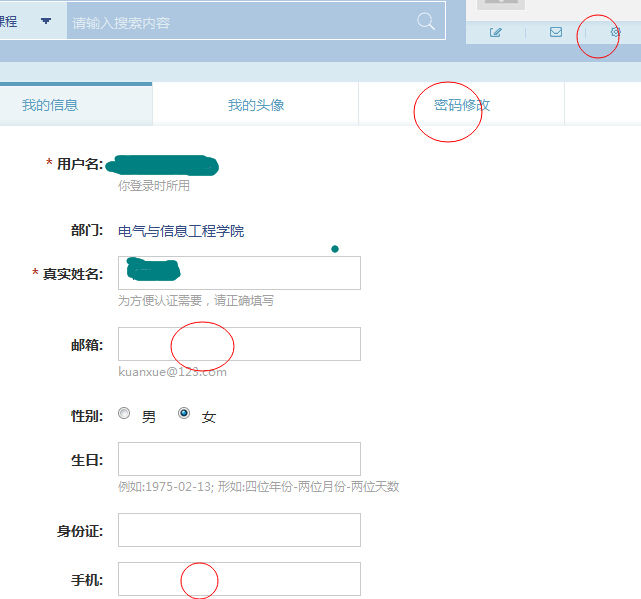 课程 请输入搜索内容
我的信息 我的头像 密码修改
* 用户名:
你登录时所用
部门: 电气与信息工程学院
* 真实姓名:
为方便认证需要，请正确填写
邮箱:
kuanxue@123.com
性别: 男 女
生日:
例如:1975-02-13; 形如:四位年份-两位月份-两位天数
身份证:
手机: